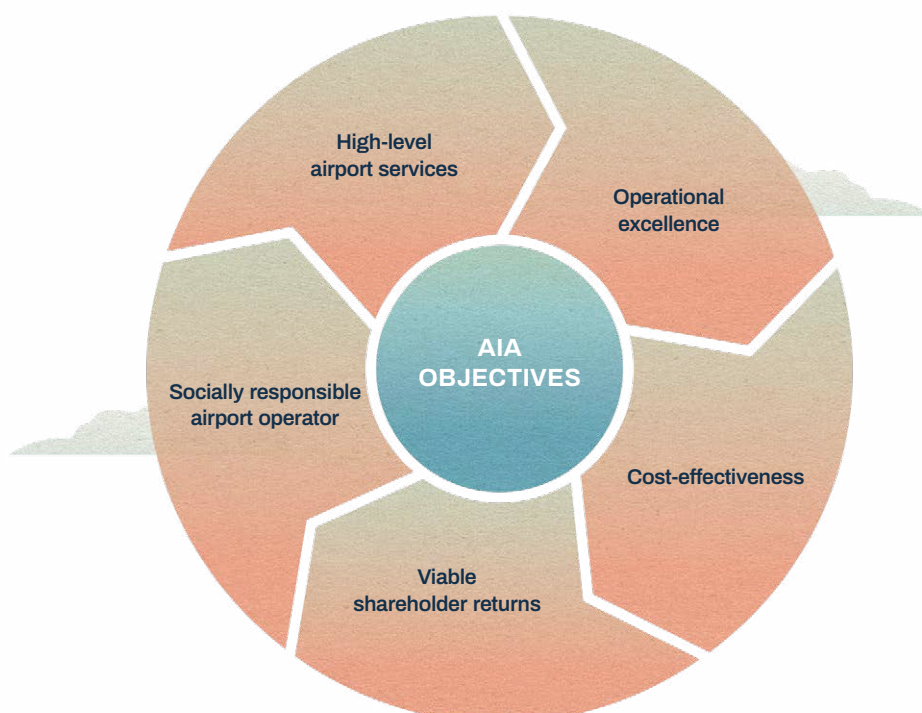 High-level
airport services
Operational
excellence
AIA
OBJECTIVES
Socially responsible
airport operator
Cost-effectiveness
Viable
shareholder returns